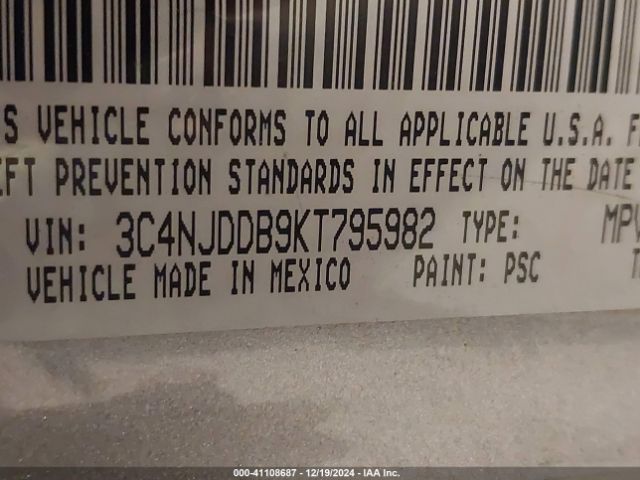 S VEHICLE CONFORMS TO ALL APPLICABLE U.S.A. F
EFT PREVENTION STANDARDS IN EFFECT ON THE DATE
VIN: 3C4NJDDB9KT795982 TYPE: MPV
VEHICLE MADE IN MEXICO PAINT: PSC T
000-41108687 - 12/19/2024 - IAA Inc.